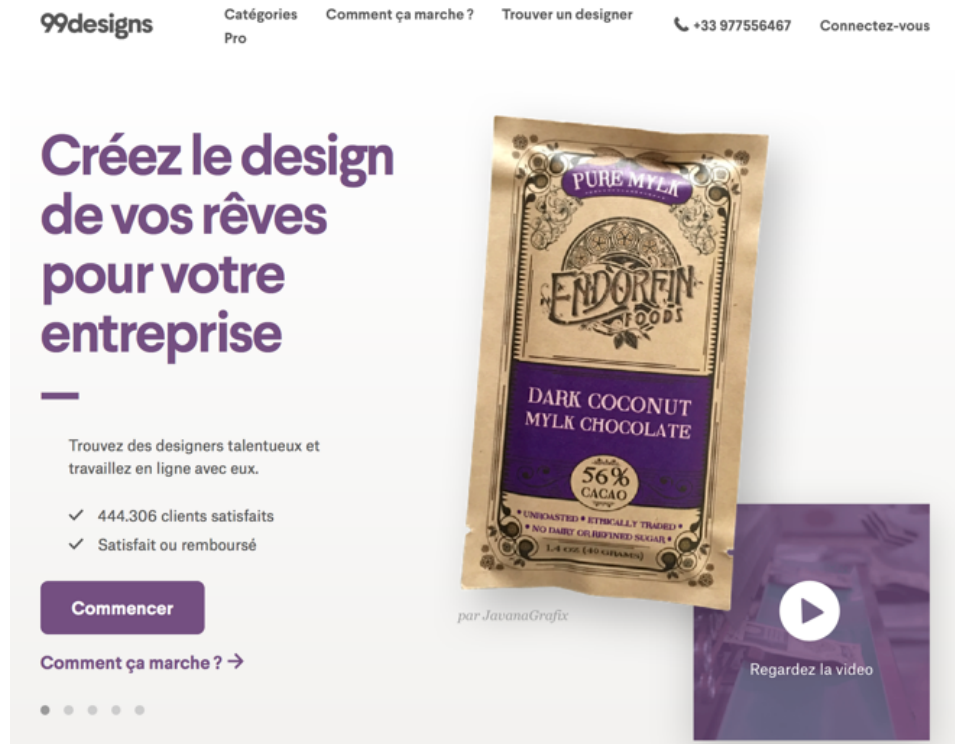 99designs
Catégories Comment ça marche ? Trouver un designer
Pro
+33 977556467 Connectez-vous
Créez le design
de vos rêves
pour votre
entreprise
Trouvez des designers talentueux et
travaillez en ligne avec eux.
444.306 clients satisfaits
Satisfait ou remboursé
Commencer
Comment ça marche ?
PURE MYLK
ENDORFIN
FOODS
DARK COCONUT
MYLK CHOCOLATE
56%
CACAO
• UNROASTED • ETHICALLY TRADED •
• NO DAIRY OR REFINED SUGAR •
1.4 OZ (40 GRAMS)
par JavanaGrafix
Regardez la video